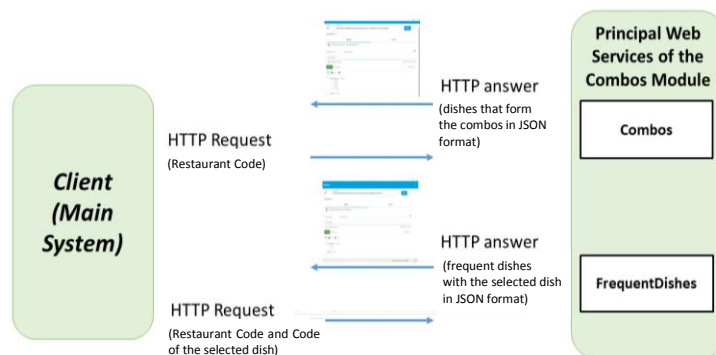 Principal Web
Services of the
Combos Module
HTTP answer
(dishes that form
the combos in JSON
format)
Combos
HTTP Request
(Restaurant Code)
Client
(Main
System)
HTTP answer
(frequent dishes
with the selected dish
in JSON format)
FrequentDishes
HTTP Request
(Restaurant Code and Code
of the selected dish)